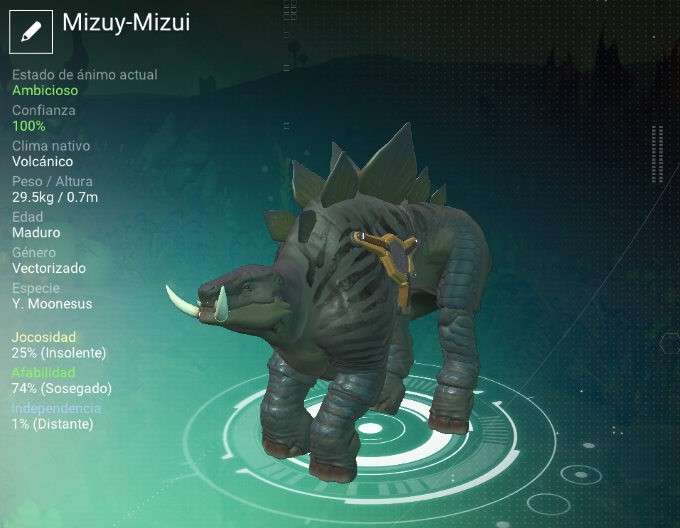 Mizuy-Mizui
Estado de ánimo actual
Ambicioso
Confianza
100%
Clima nativo
Volcánico
Peso / Altura
29.5kg / 0.7m
Edad
Maduro
Género
Vectorizado
Especie
Y. Moonesus
Jocosidad
25% (Insolente)
Afabilidad
74% (Sosegado)
Independencia
1% (Distante)